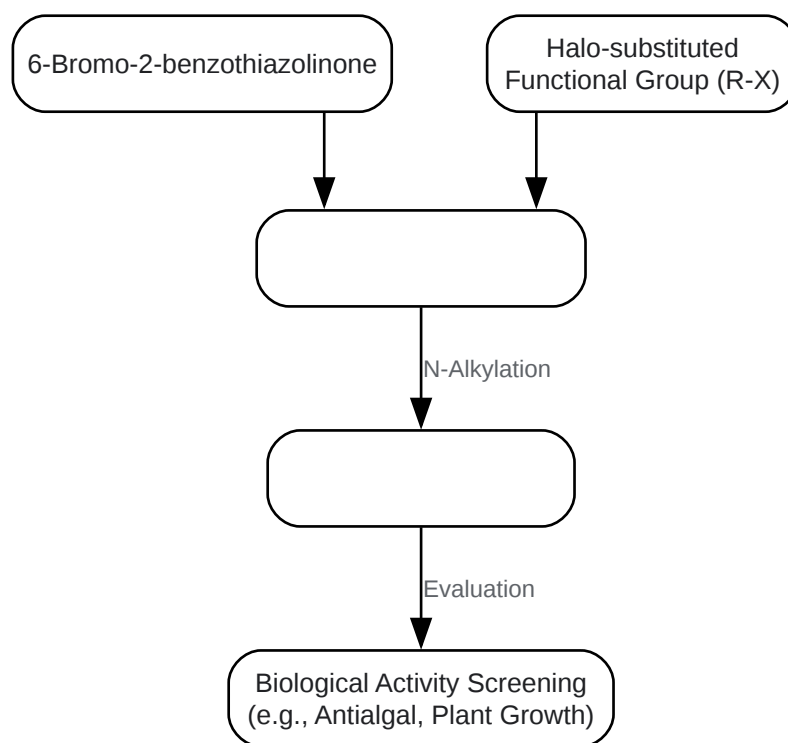 6-Bromo-2-benzothiazolinone
Halo-substituted
Functional Group (R-X)
N-Alkylation
Evaluation
Biological Activity Screening
(e.g., Antialgal, Plant Growth)